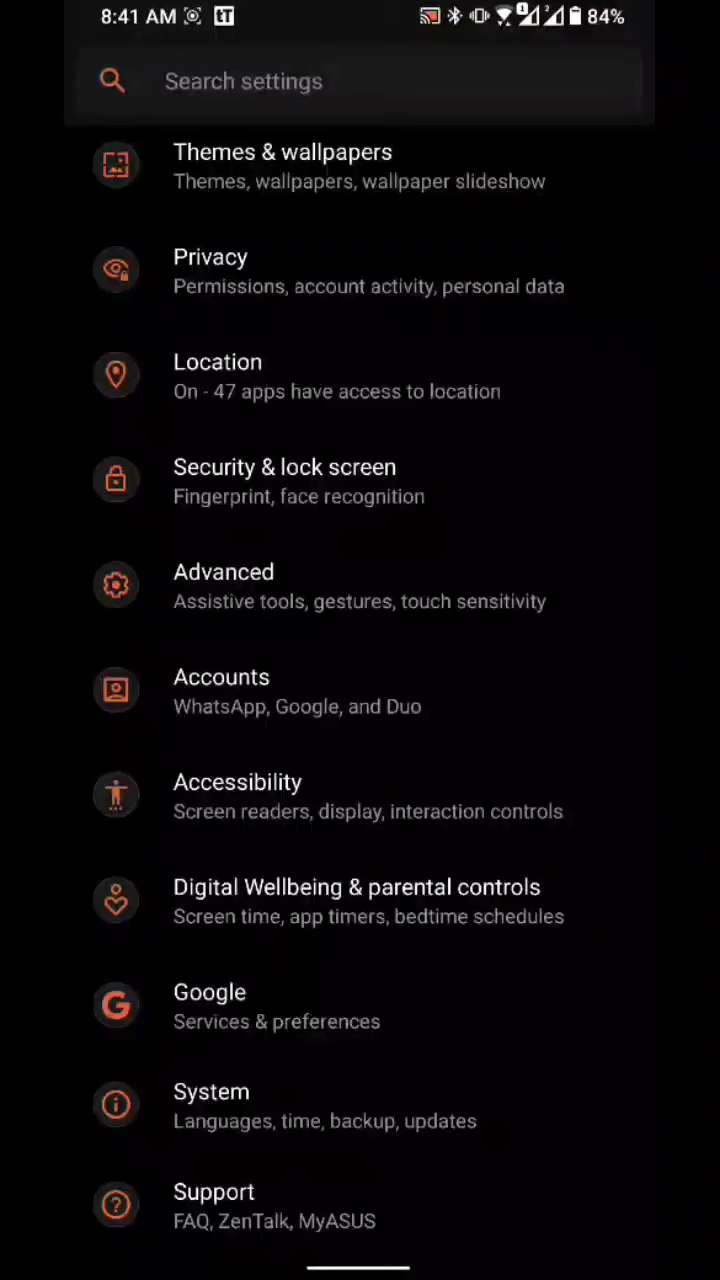 8:41 AM tT 1 2 84%
Search settings
Themes & wallpapers
Themes, wallpapers, wallpaper slideshow
Privacy
Permissions, account activity, personal data
Location
On - 47 apps have access to location
Security & lock screen
Fingerprint, face recognition
Advanced
Assistive tools, gestures, touch sensitivity
Accounts
WhatsApp, Google, and Duo
Accessibility
Screen readers, display, interaction controls
Digital Wellbeing & parental controls
Screen time, app timers, bedtime schedules
G Google
Services & preferences
System
Languages, time, backup, updates
Support
FAQ, ZenTalk, MyASUS